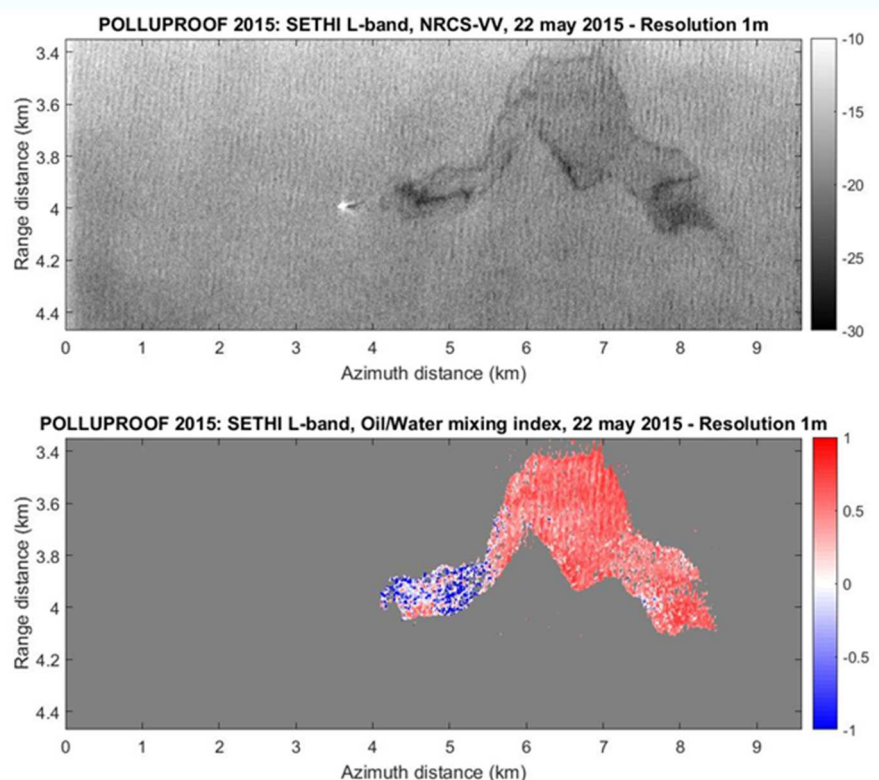 POLLUPROOF 2015: SETHI L-band, NRCS-VV, 22 may 2015 - Resolution 1m
3.4
3.6
3.8
4
4.2
4.4
Range distance (km)
0 1 2 3 4 5 6 7 8 9
Azimuth distance (km)
-10
-15
-20
-25
-30
POLLUPROOF 2015: SETHI L-band, Oil/Water mixing index, 22 may 2015 - Resolution 1m
3.4
3.6
3.8
4
4.2
4.4
Range distance (km)
0 1 2 3 4 5 6 7 8 9
Azimuth distance (km)
1
0.5
0
-0.5
-1